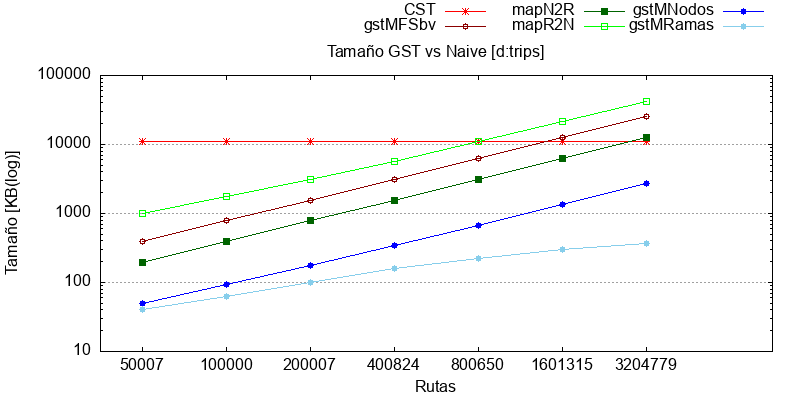 CST mapN2R gstMNodos
gstMFSbv mapR2N gstMRamas
Tamaño GST vs Naive [d:trips]
100000
10000
1000
100
10
Tamaño [KB(log)]
50007 100000 200007 400824 800650 1601315 3204779
Rutas